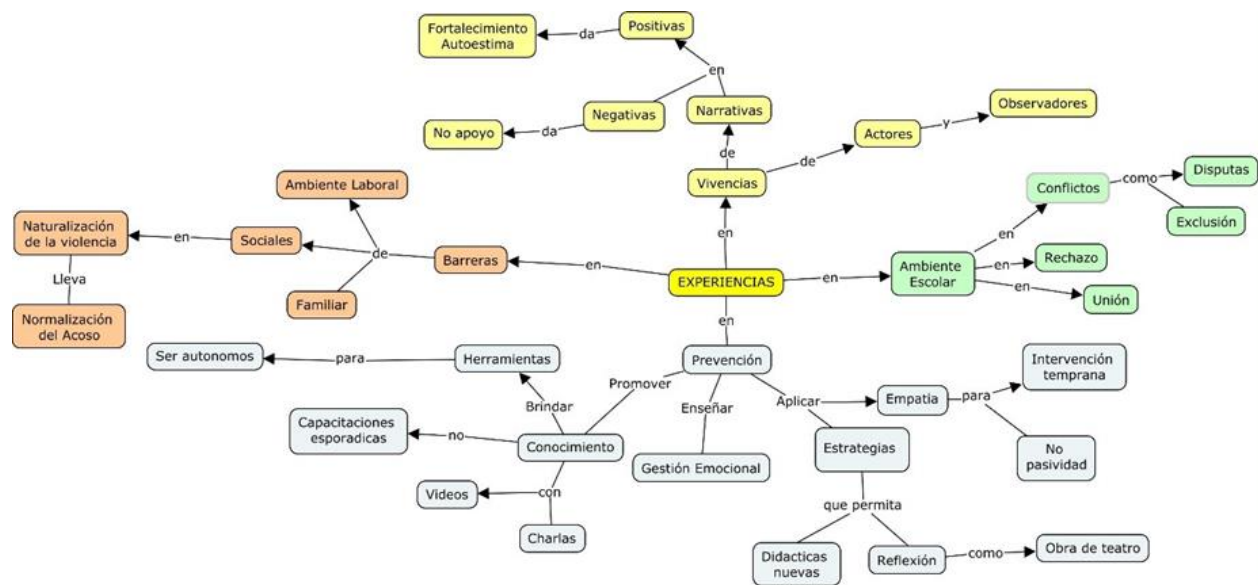 Fortalecimiento
Autoestima
da
Positivas
en
Negativas
Narrativas
No apoyo
da
de
Vivencias
de
Actores
y
Observadores
en
Ambiente Laboral
Naturalización
de la violencia
en
Sociales
de
Barreras
en
Familiar
Lleva
Normalización
del Acoso
EXPERIENCIAS
en
Ambiente
Escolar
en
Conflictos
como
Disputas
Exclusión
en
Rechazo
en
Unión
en
Prevención
Promover
Enseñar
Aplicar
Ser autonomos
para
Herramientas
Brindar
Capacitaciones
esporadicas
no
Conocimiento
Videos
con
Charlas
Gestión Emocional
Empatia
para
Intervención
temprana
No
pasividad
Estrategias
que permita
Didacticas
nuevas
Reflexión
como
Obra de teatro